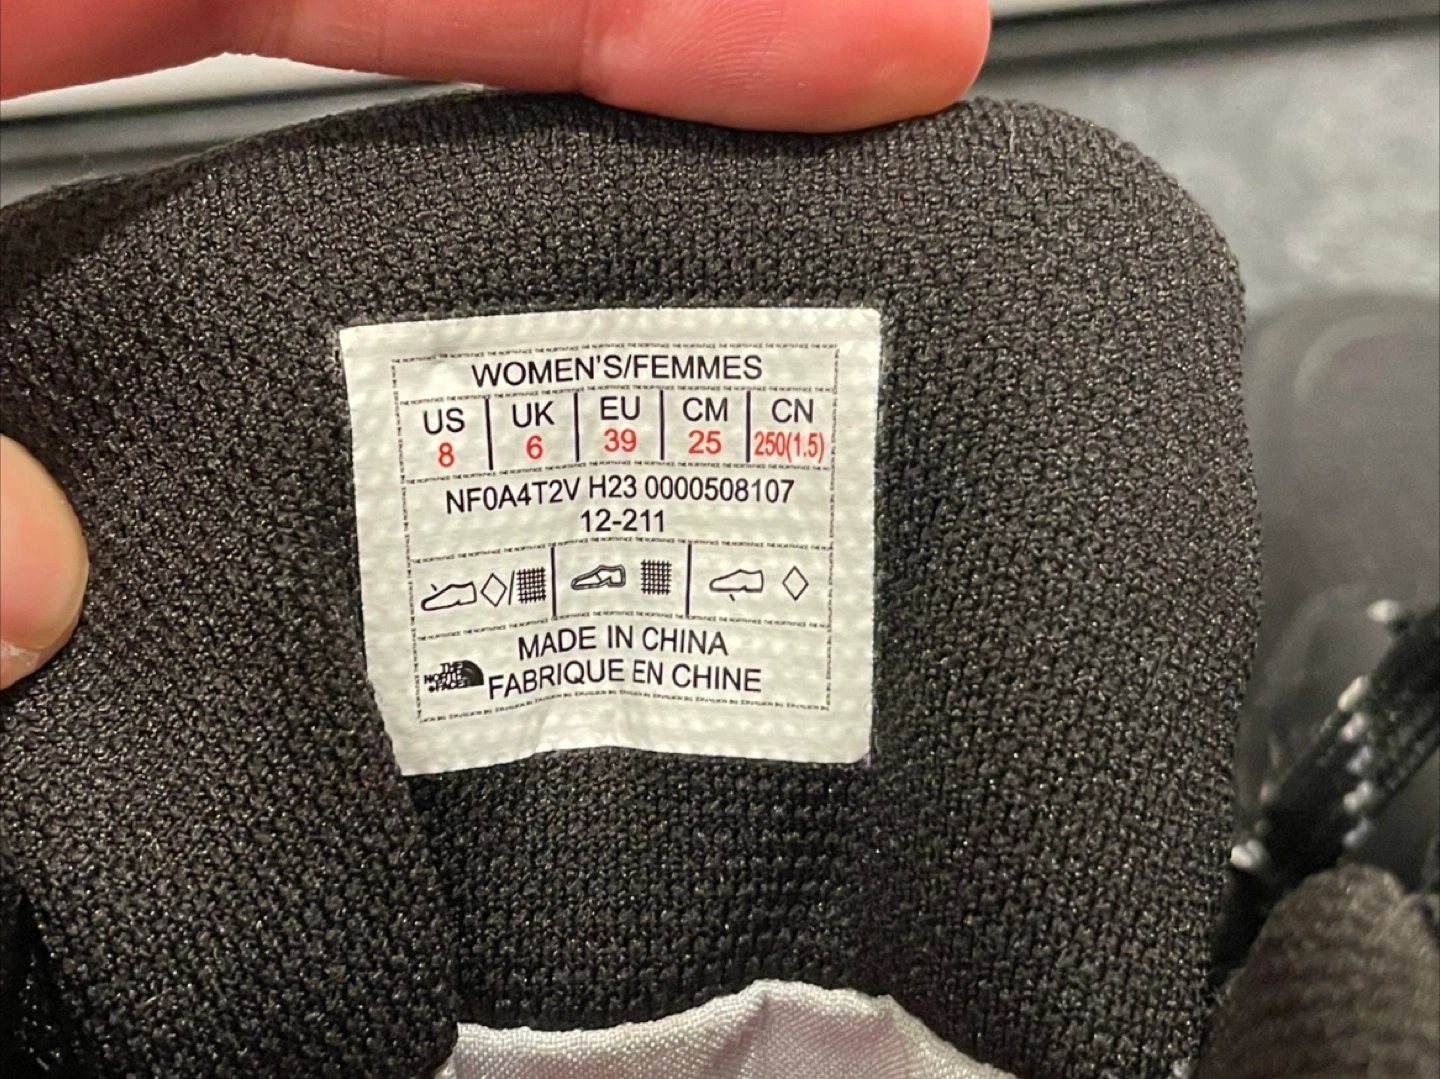 WOMEN'S/FEMMES
US UK EU CM CN
8 6 39 25 250(1.5)
NF0A4T2V H23 0000508107
12-211
MADE IN CHINA
FABRIQUE EN CHINE
THE NORTH FACE